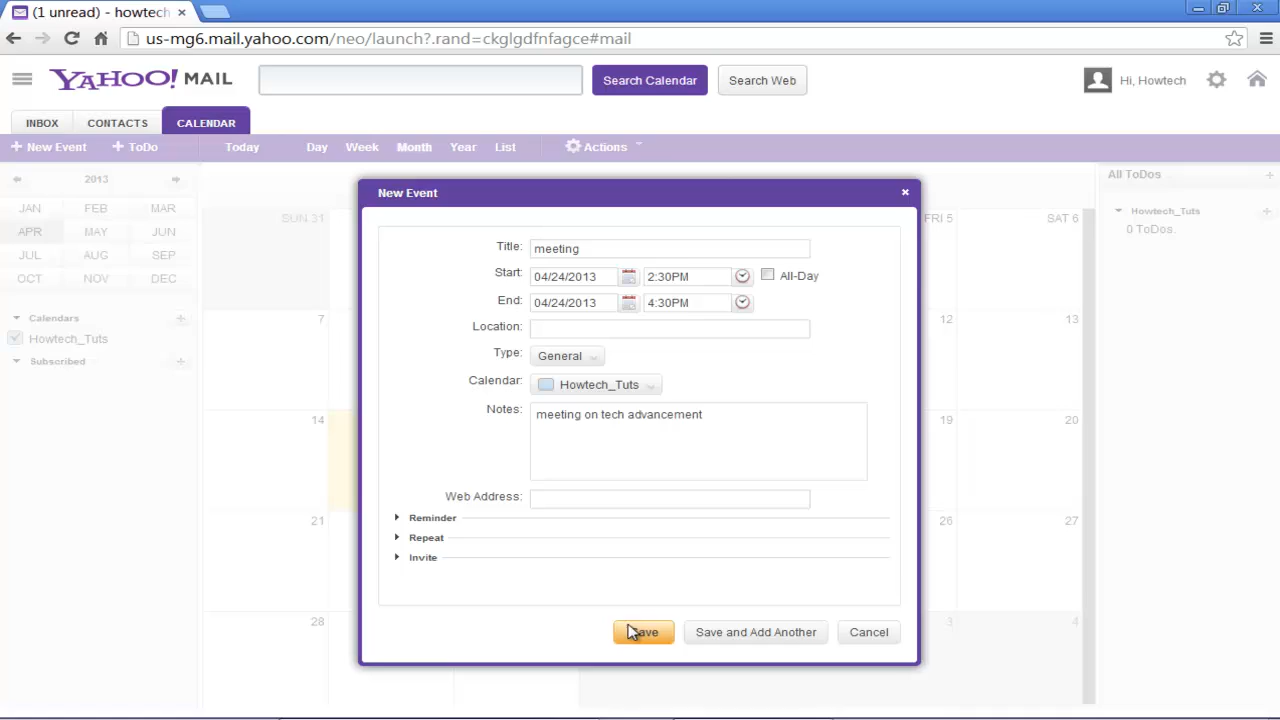 (1 unread) - howtech
us-mg6.mail.yahoo.com/neo/launch?.rand=ckglgdfnfagce#mail
YAHOO! MAIL
Search Calendar
Search Web
Hi, Howtech
INBOX
CONTACTS
CALENDAR
+ New Event
+ ToDo
Today
Day
Week
Month
Year
List
Actions
2013
JAN FEB MAR
APR MAY JUN
JUL AUG SEP
OCT NOV DEC
Calendars
Howtech_Tuts
Subscribed
SUN 31
FRI 5
SAT 6
7
12
13
14
19
20
21
26
27
28
3
4
All ToDos
Howtech_Tuts
0 ToDos.
New Event
Title: meeting
Start: 04/24/2013 2:30PM All-Day
End: 04/24/2013 4:30PM
Location:
Type: General
Calendar: Howtech_Tuts
Notes: meeting on tech advancement
Web Address:
Reminder
Repeat
Invite
Save
Save and Add Another
Cancel